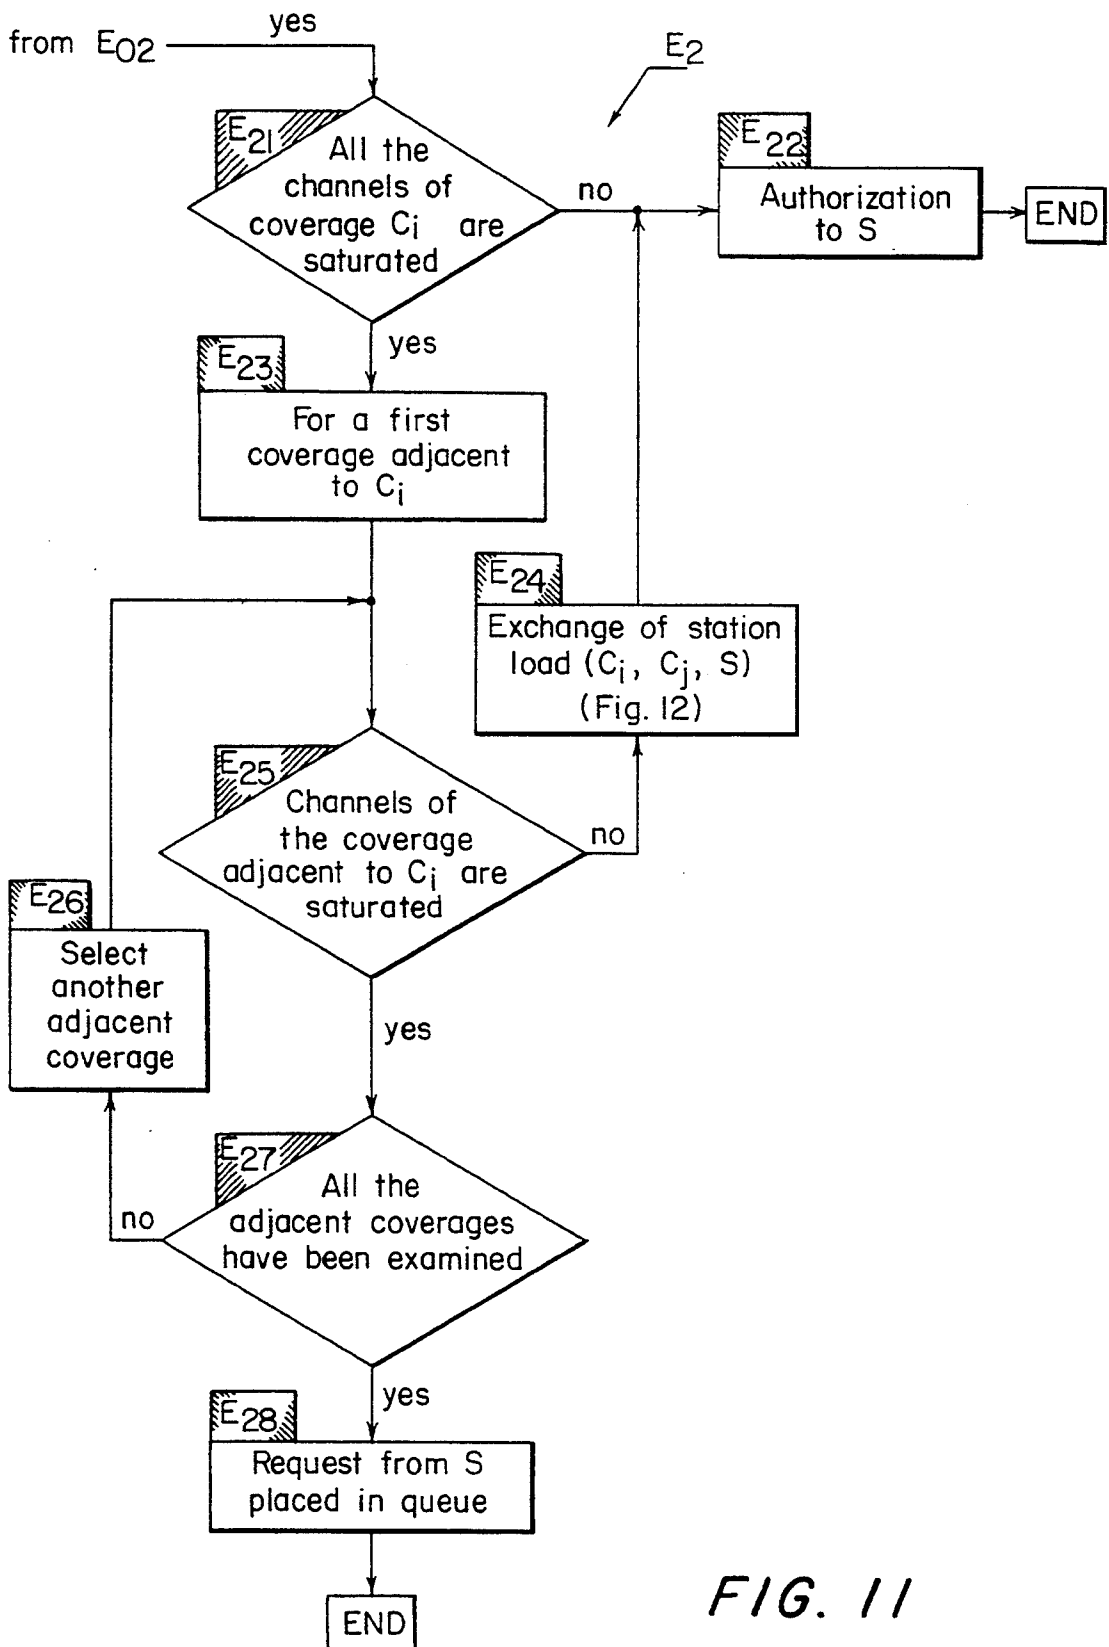 yes
from E02
E2
E21
All the
channels of
coverage Ci are
saturated
no
E22
Authorization
to S
END
yes
E23
For a first
coverage adjacent
to Ci
E24
Exchange of station
load (Ci, Cj, S)
(Fig. 12)
E25
Channels of
the coverage
adjacent to Ci are
saturated
no
E26
Select
another
adjacent
coverage
yes
E27
All the
adjacent coverages
have been examined
no
yes
E28
Request from S
placed in queue
END
FIG. 11